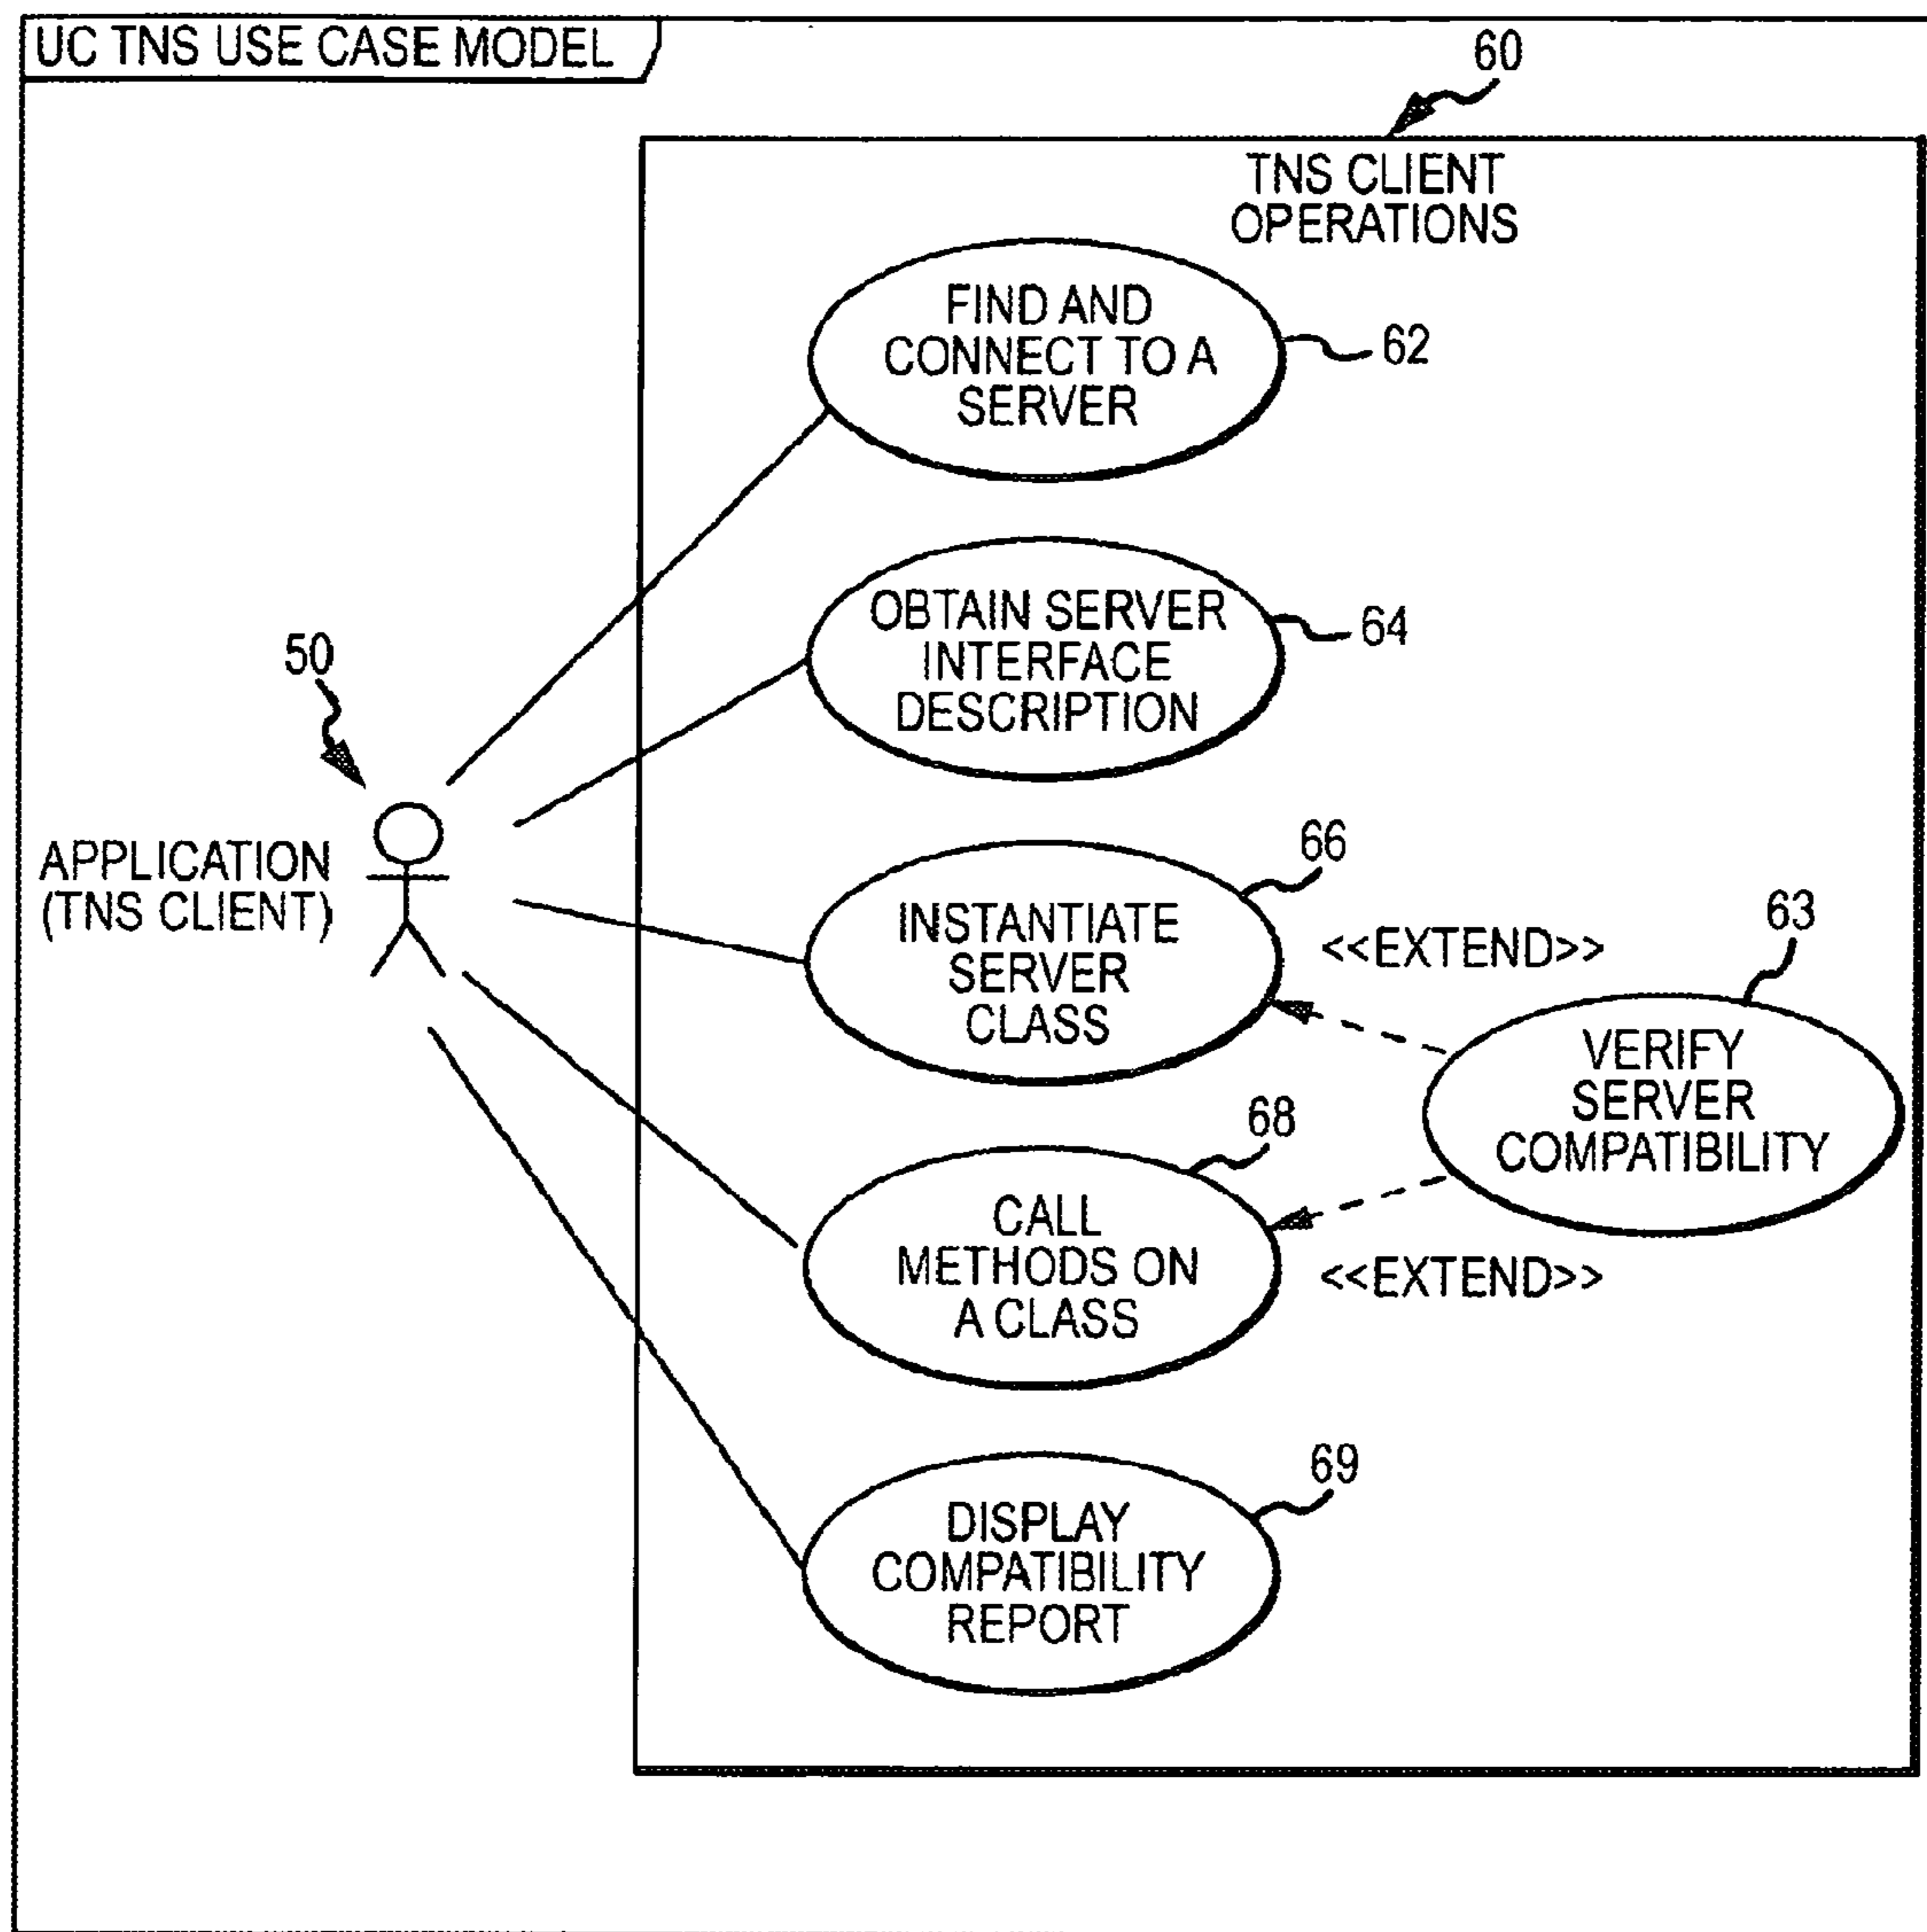 UC TNS USE CASE MODEL
60
TNS CLIENT
OPERATIONS
FIND AND
CONNECT TO A
SERVER
62
OBTAIN SERVER
INTERFACE
DESCRIPTION
64
50
APPLICATION
(TNS CLIENT)
66
INSTANTIATE
SERVER
CLASS
<<EXTEND>>
63
VERIFY
SERVER
COMPATIBILITY
68
CALL
METHODS ON
A CLASS
<<EXTEND>>
69
DISPLAY
COMPATIBILITY
REPORT